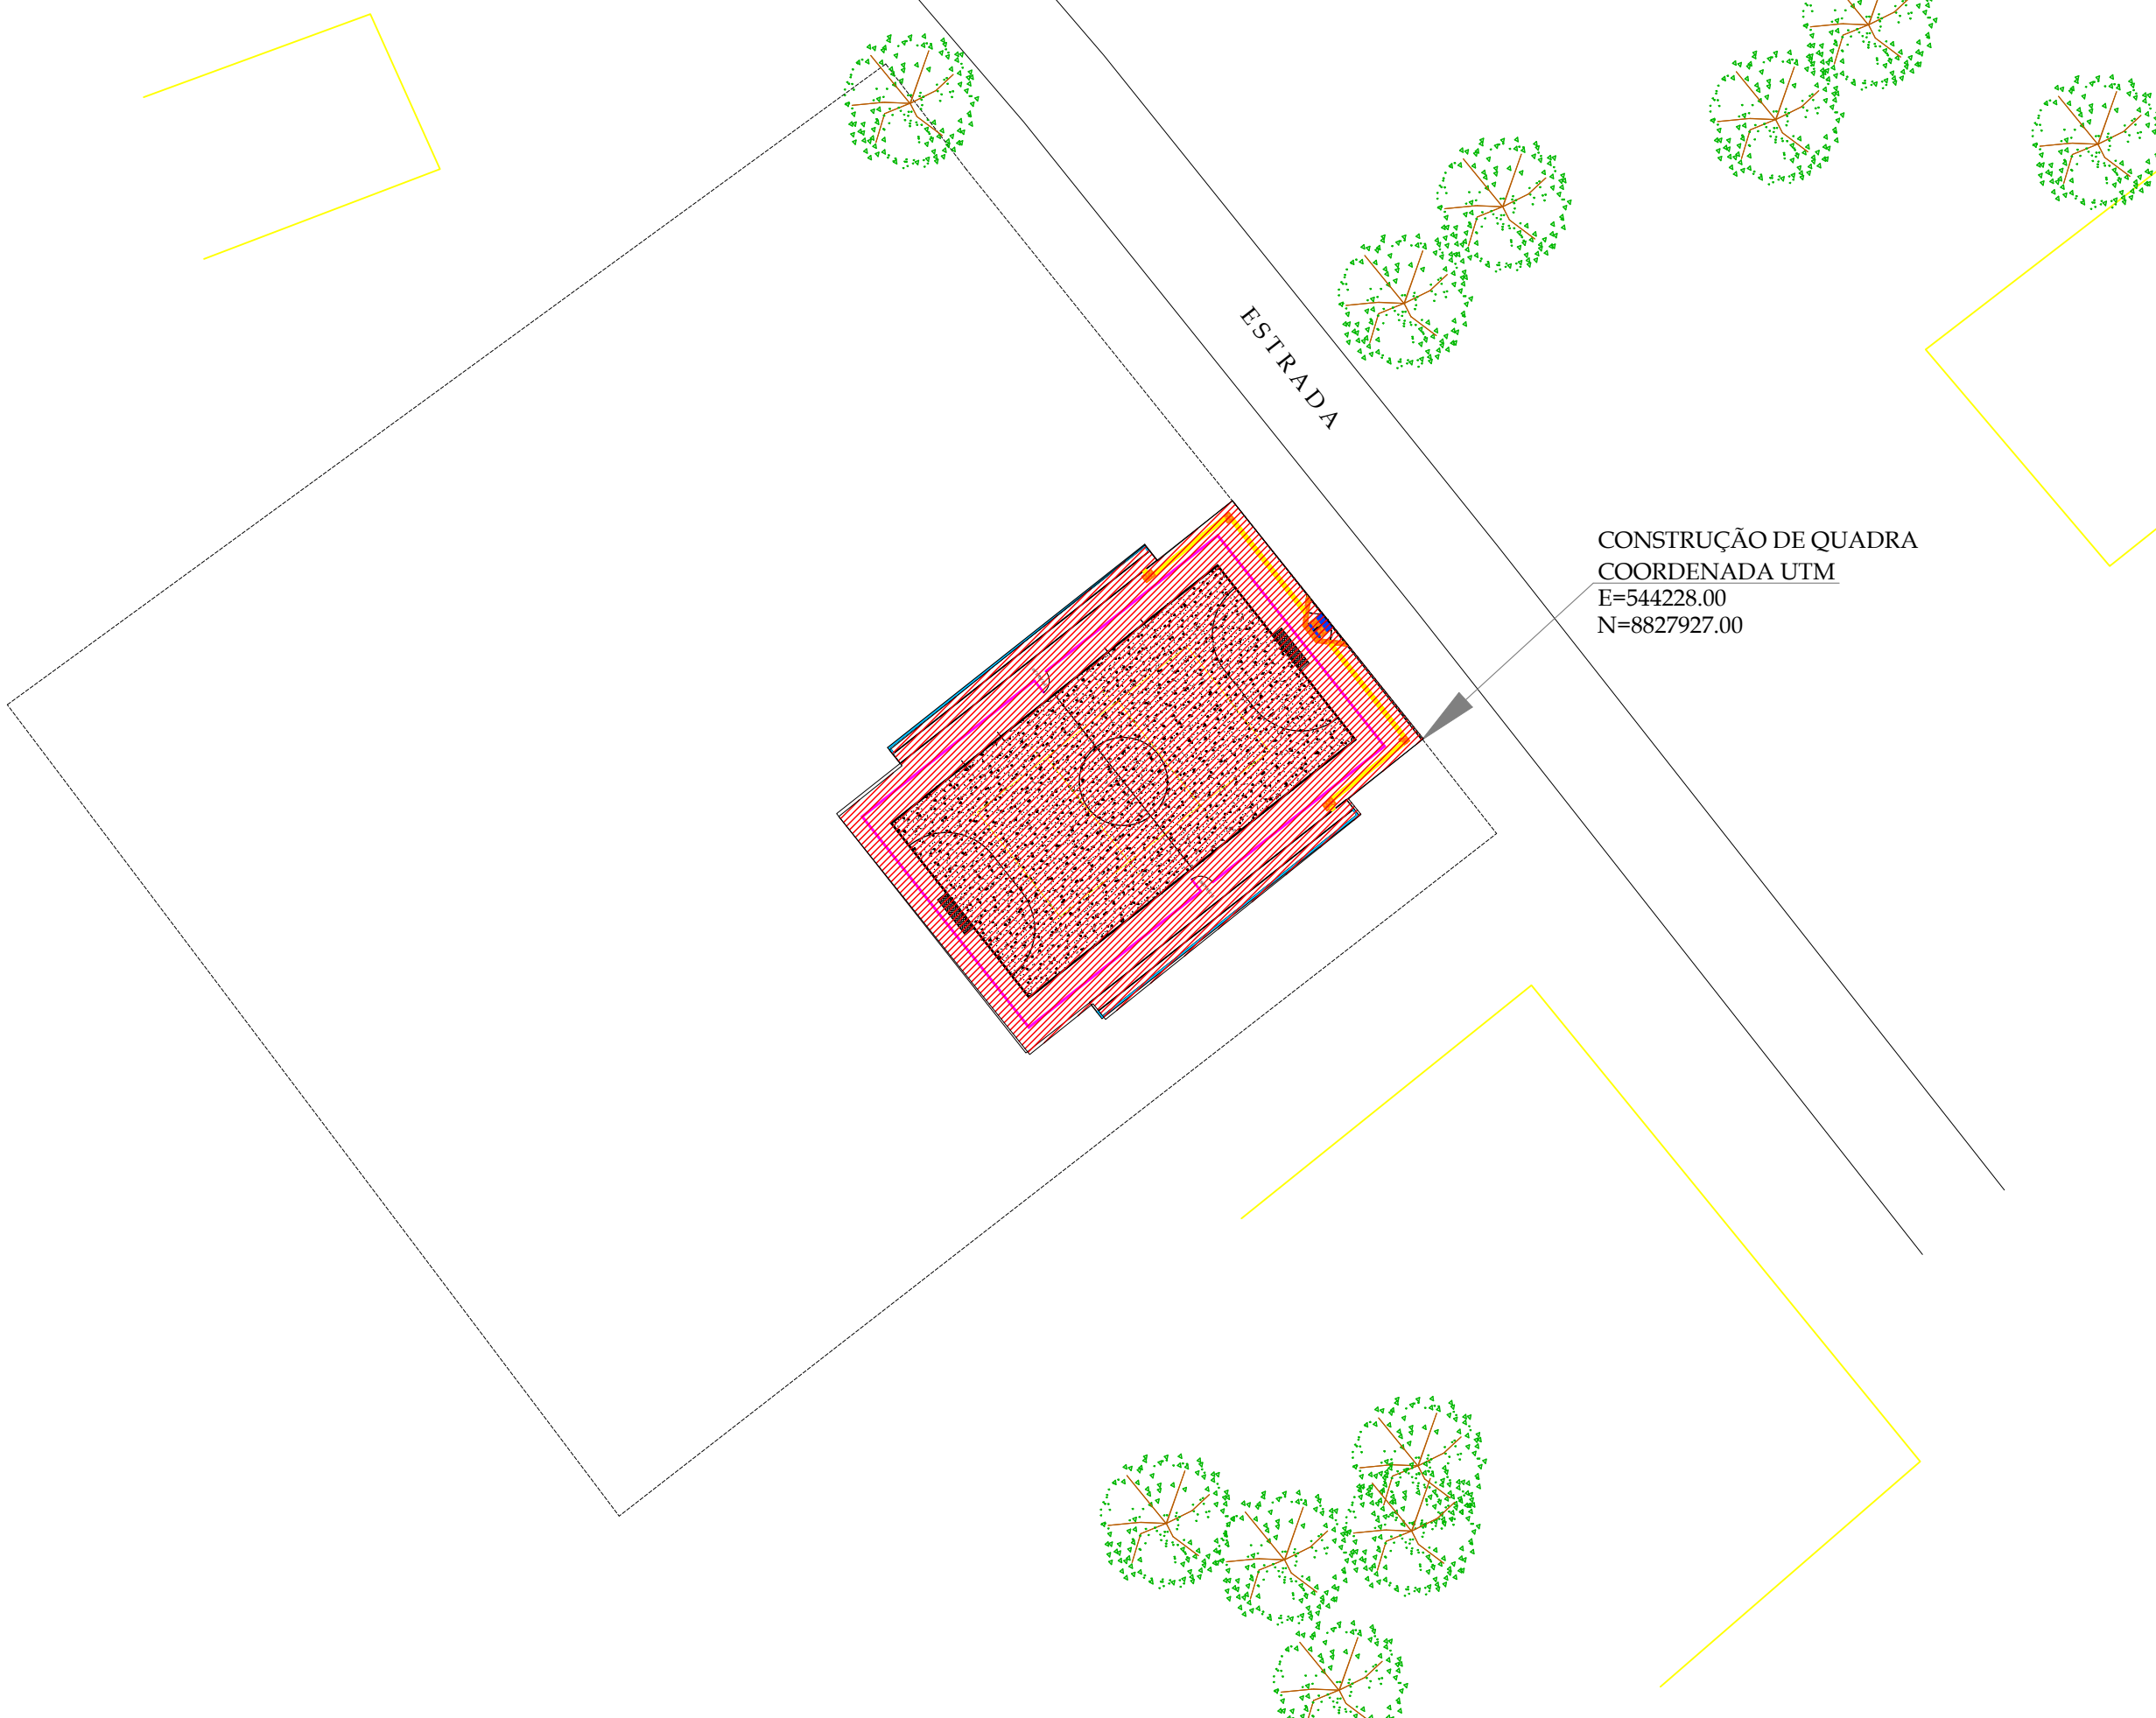 ESTRADA
CONSTRUÇÃO DE QUADRA
COORDENADA UTM
E=544228.00
N=8827927.00